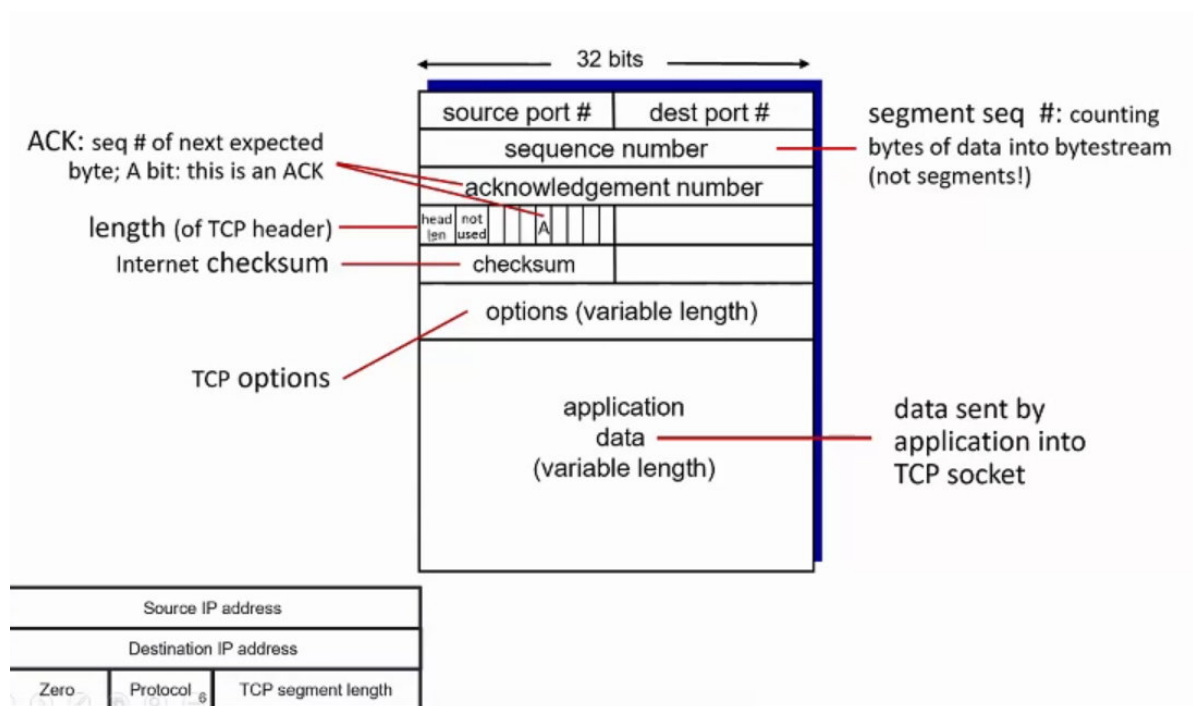 32 bits
source port #
dest port #
sequence number
acknowledgement number
head
len
not
used
A
checksum
options (variable length)
application
data
(variable length)
ACK: seq # of next expected
byte; A bit: this is an ACK
length (of TCP header)
Internet checksum
TCP options
segment seq #: counting
bytes of data into bytestream
(not segments!)
data sent by
application into
TCP socket
Source IP address
Destination IP address
Zero
Protocol 6
TCP segment length